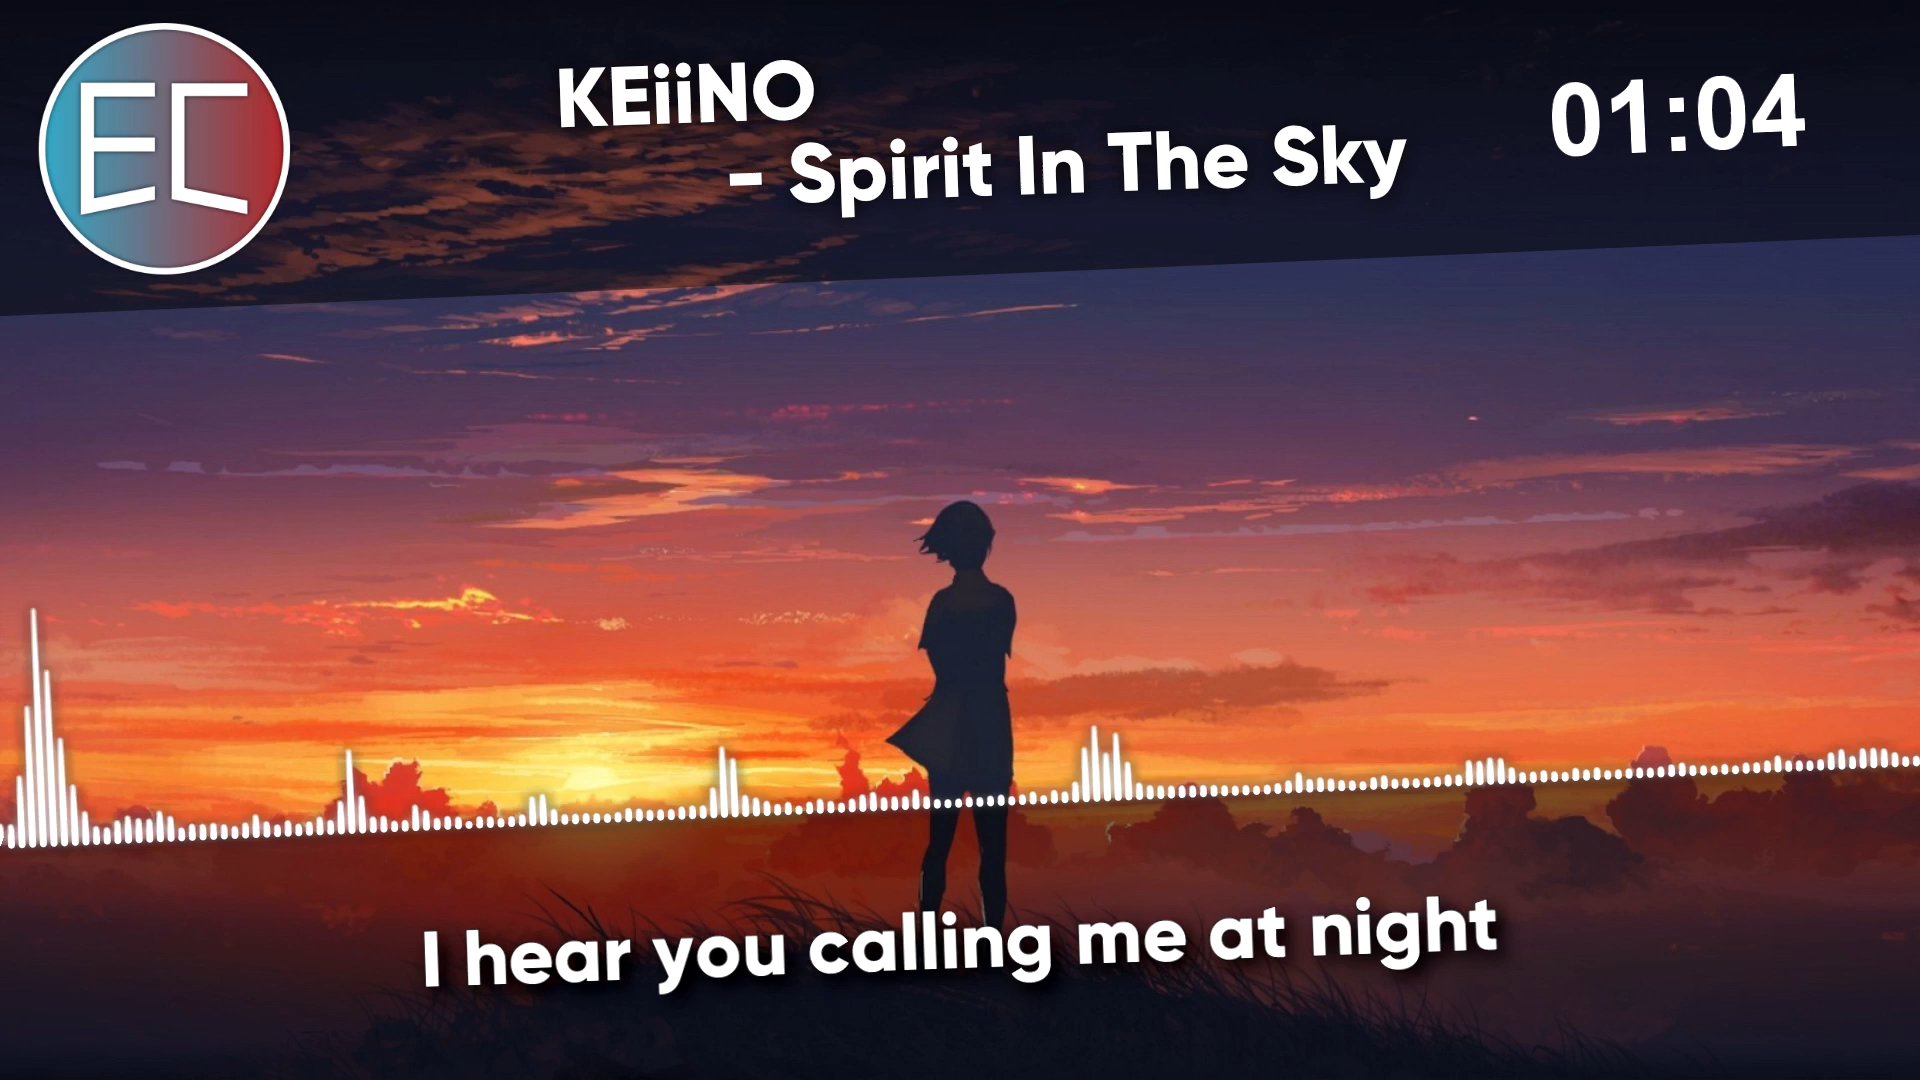 EC
KEiiNO
- Spirit In The Sky
01:04
I hear you calling me at night